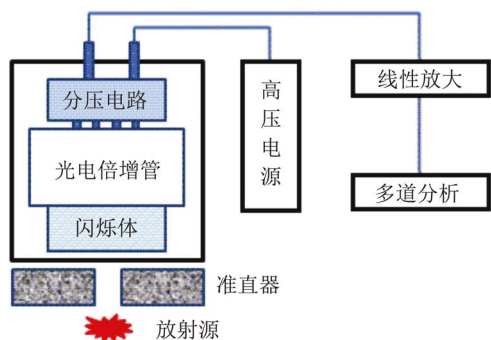 分压电路
光电倍增管
闪烁体
高压电源
线性放大
多道分析
准直器
放射源